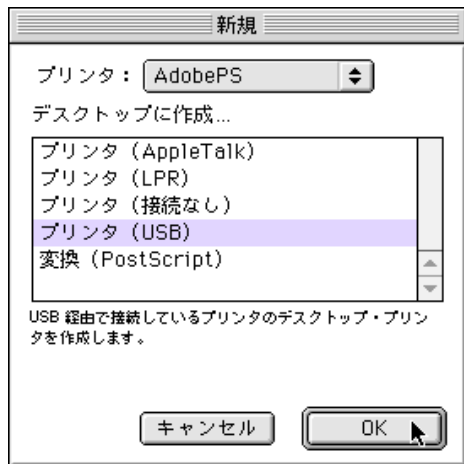 新規
プリンタ： AdobePS
デスクトップに作成...
プリンタ（AppleTalk）
プリンタ（LPR）
プリンタ（接続なし）
プリンタ（USB）
変換（PostScript）
USB 経由で接続しているプリンタのデスクトップ・プリン
タを作成します。
キャンセル OK